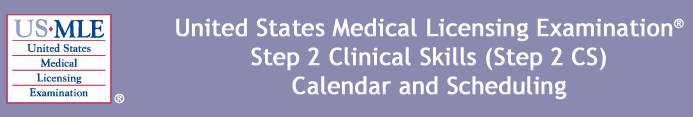 US•MLE
United States
Medical
Licensing
Examination
®
United States Medical Licensing Examination®
Step 2 Clinical Skills (Step 2 CS)
Calendar and Scheduling